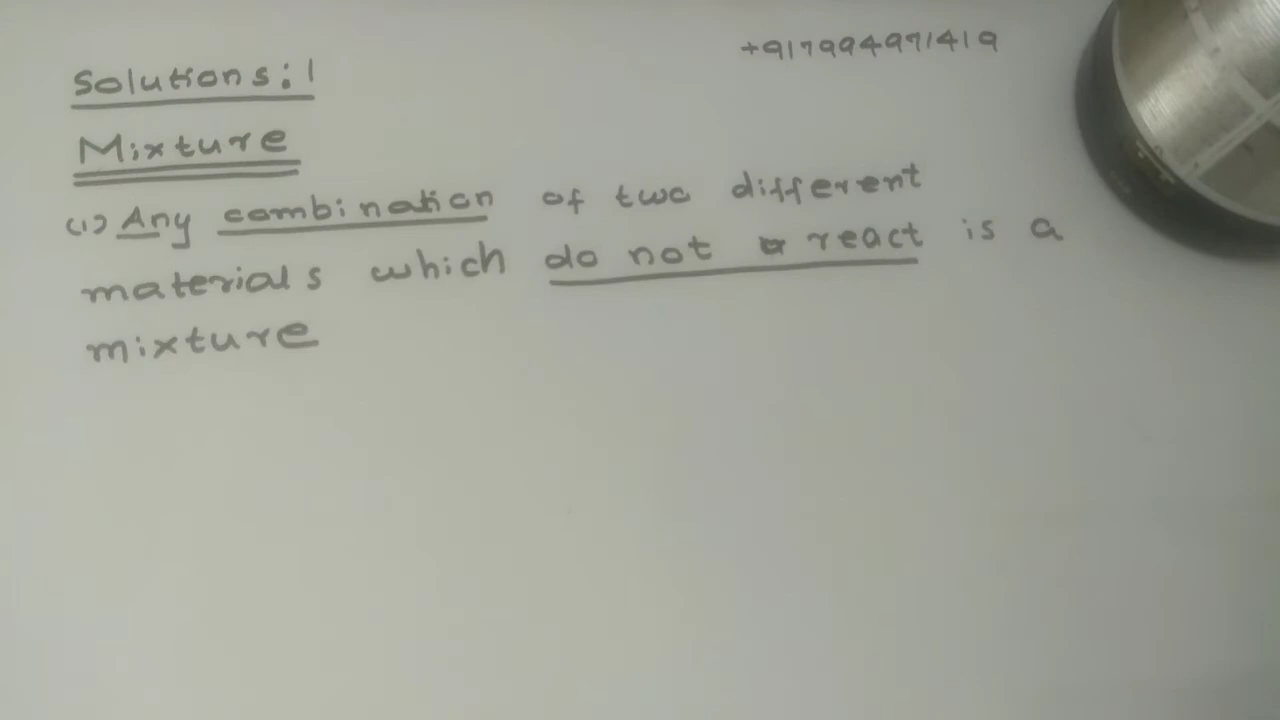 +917994971419
Solutions: 1
Mixture
(1) Any combination of two different
materials which do not react is a
mixture